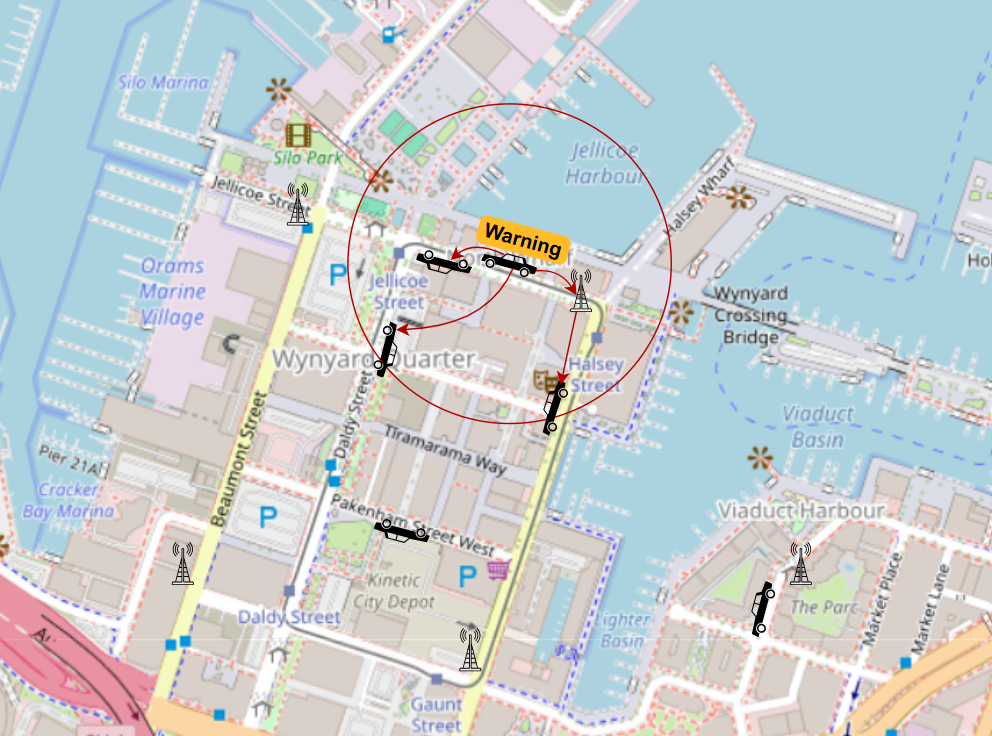 Silo Marina
Silo Park
Jellicoe
Harbour
Jellicoe Street
Halsey Wharf
Warning
Orams
Marine
Village
P
Jellicoe
Street
Wynyard
Crossing
Bridge
Wynyard Quarter
Halsey
Street
Daldy Street
Viaduct
Basin
Beaumont Street
Tiramarama Way
Pier 21A
Cracker
Bay Marina
P
Pakenham Street West
Viaduct Harbour
P
Kinetic
City Depot
Daldy Street
Lighter
Basin
The Parc
Market Place
Market Lane
Gaunt
Street